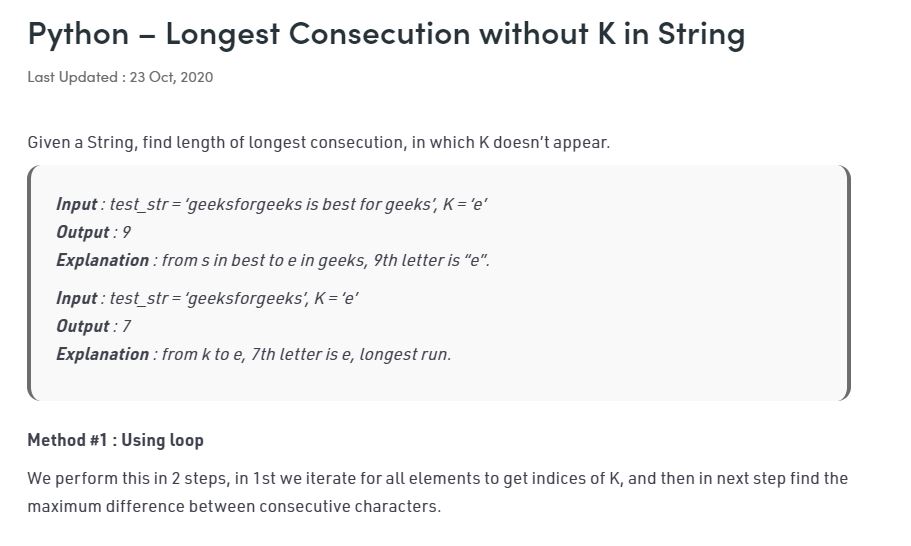 Python – Longest Consecution without K in String
Last Updated : 23 Oct, 2020
Given a String, find length of longest consecution, in which K doesn’t appear.
Input : test_str = ‘geeksforgeeks is best for geeks’, K = ‘e’
Output : 9
Explanation : from s in best to e in geeks, 9th letter is “e”.
Input : test_str = ‘geeksforgeeks’, K = ‘e’
Output : 7
Explanation : from k to e, 7th letter is e, longest run.
Method #1 : Using loop
We perform this in 2 steps, in 1st we iterate for all elements to get indices of K, and then in next step find the
maximum difference between consecutive characters.